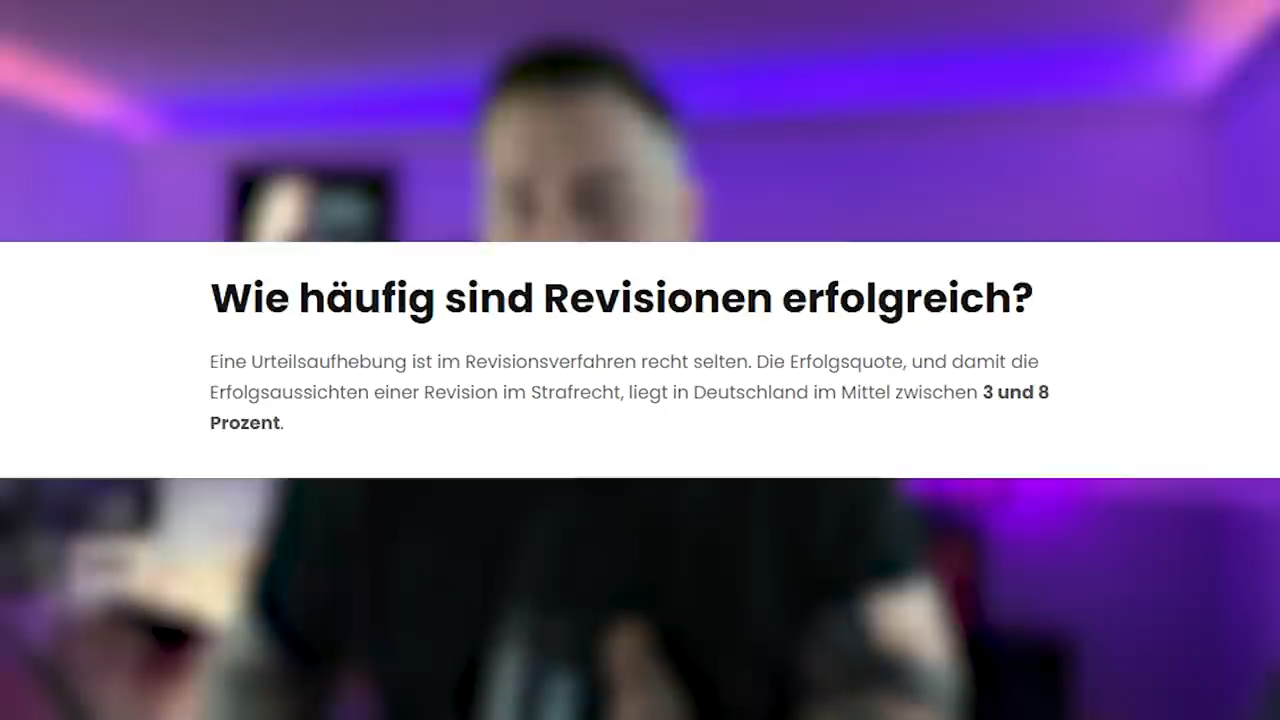 Wie häufig sind Revisionen erfolgreich?
Eine Urteilsaufhebung ist im Revisionsverfahren recht selten. Die Erfolgsquote, und damit die
Erfolgsaussichten einer Revision im Strafrecht, liegt in Deutschland im Mittel zwischen 3 und 8
Prozent.